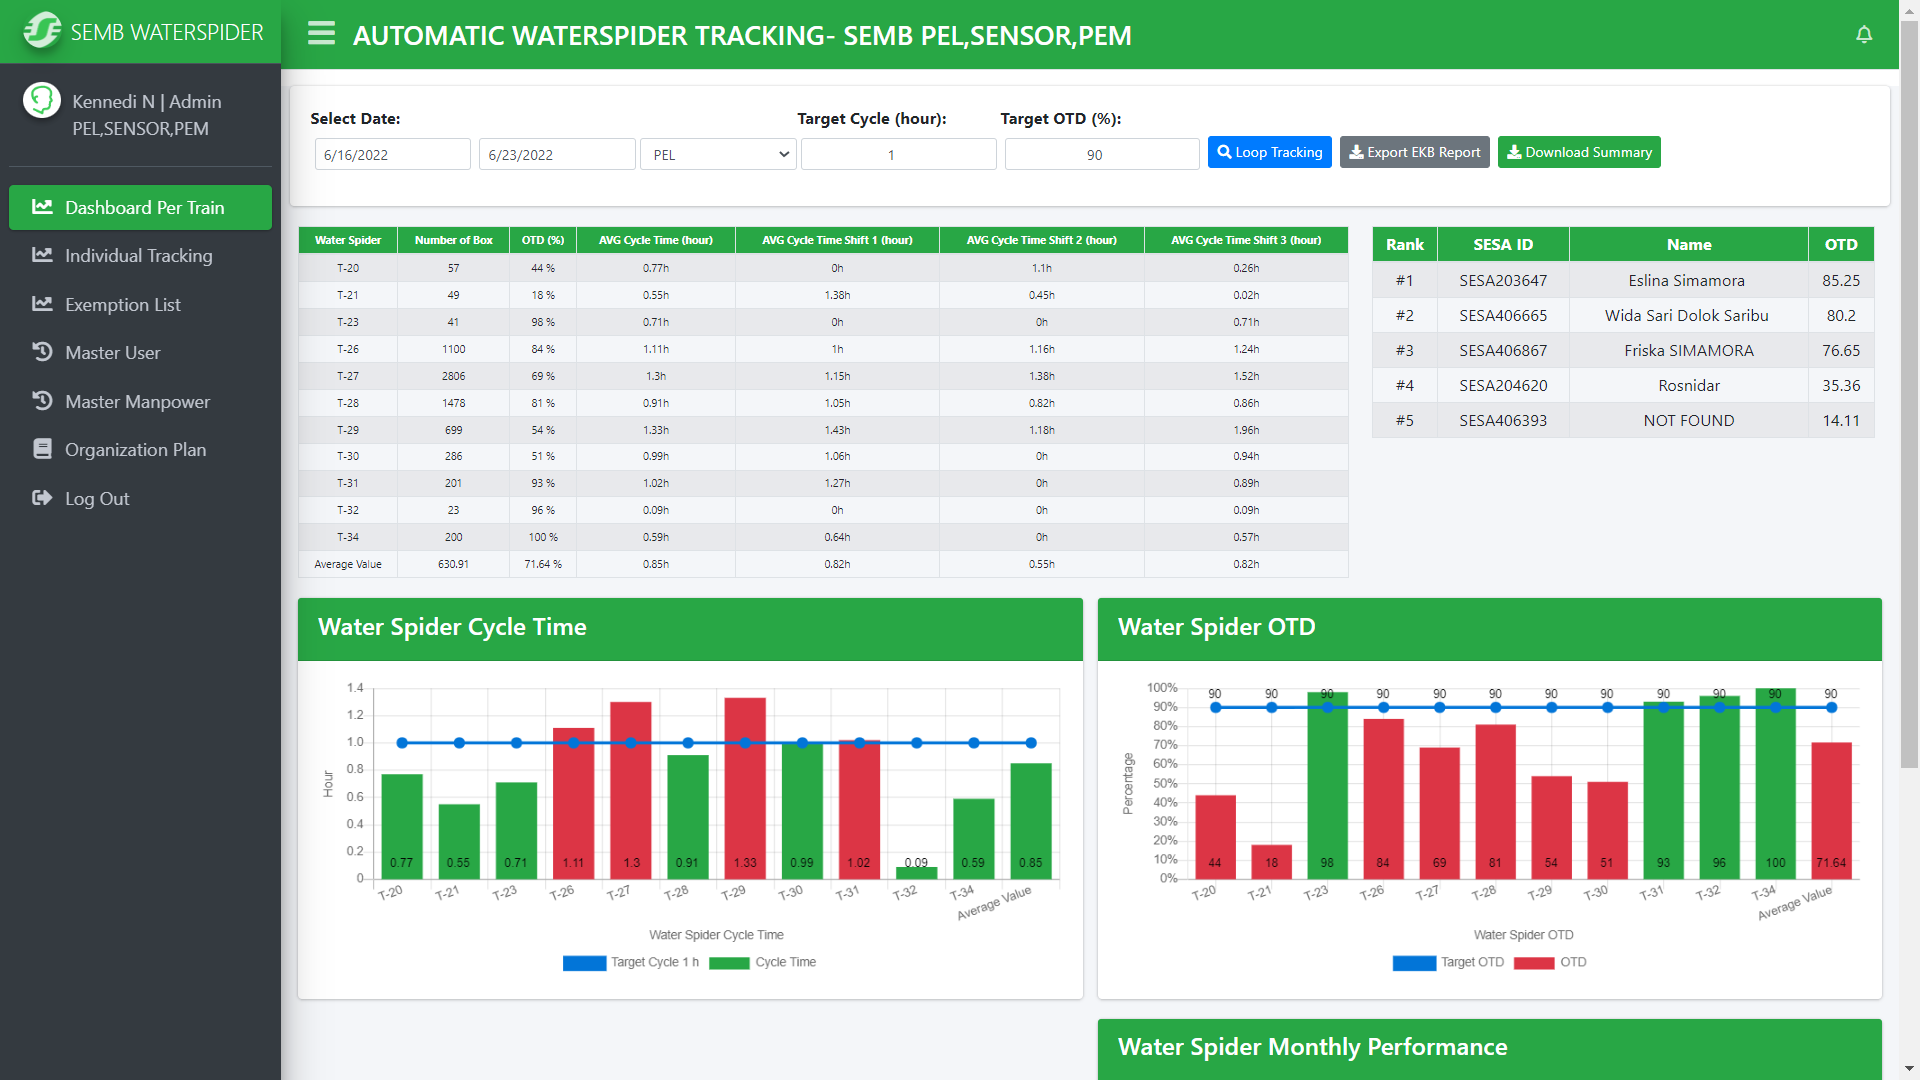 SEMB WATERSPIDER
AUTOMATIC WATERSPIDER TRACKING- SEMB PEL,SENSOR,PEM
Kennedi N | Admin
PEL,SENSOR,PEM
Dashboard Per Train
Individual Tracking
Exemption List
Master User
Master Manpower
Organization Plan
Log Out
Select Date: Target Cycle (hour): Target OTD (%):
6/16/2022 6/23/2022 PEL 1 90 Loop Tracking Export EKB Report Download Summary
Water Spider Number of Box OTD (%) AVG Cycle Time (hour) AVG Cycle Time Shift 1 (hour) AVG Cycle Time Shift 2 (hour) AVG Cycle Time Shift 3 (hour)
T-20 57 44 % 0.77h 0h 1.1h 0.26h
T-21 49 18 % 0.55h 1.38h 0.45h 0.02h
T-23 41 98 % 0.71h 0h 0h 0.71h
T-26 1100 84 % 1.11h 1h 1.16h 1.24h
T-27 2806 69 % 1.3h 1.15h 1.38h 1.52h
T-28 1478 81 % 0.91h 1.05h 0.82h 0.86h
T-29 699 54 % 1.33h 1.43h 1.18h 1.96h
T-30 286 51 % 0.99h 1.06h 0h 0.94h
T-31 201 93 % 1.02h 1.27h 0h 0.89h
T-32 23 96 % 0.09h 0h 0h 0.09h
T-34 200 100 % 0.59h 0.64h 0h 0.57h
Average Value 630.91 71.64 % 0.85h 0.82h 0.55h 0.82h
Rank SESA ID Name OTD
#1 SESA203647 Eslina Simamora 85.25
#2 SESA406665 Wida Sari Dolok Saribu 80.2
#3 SESA406867 Friska SIMAMORA 76.65
#4 SESA204620 Rosnidar 35.36
#5 SESA406393 NOT FOUND 14.11
Water Spider Cycle Time
1.4
1.2
1.0
0.8
0.6
0.4
0.2
0
Hour
0.77 0.55 0.71 1.11 1.3 0.91 1.33 0.99 1.02 0.09 0.59 0.85
T-20 T-21 T-23 T-26 T-27 T-28 T-29 T-30 T-31 T-32 T-34 Average Value
Water Spider Cycle Time
Target Cycle 1 h Cycle Time
Water Spider OTD
100%
90%
80%
70%
60%
50%
40%
30%
20%
10%
0%
Percentage
90 90 90 90 90 90 90 90 90 90 90 90
44 18 98 84 69 81 54 51 93 96 100 71.64
T-20 T-21 T-23 T-26 T-27 T-28 T-29 T-30 T-31 T-32 T-34 Average Value
Water Spider OTD
Target OTD OTD
Water Spider Monthly Performance